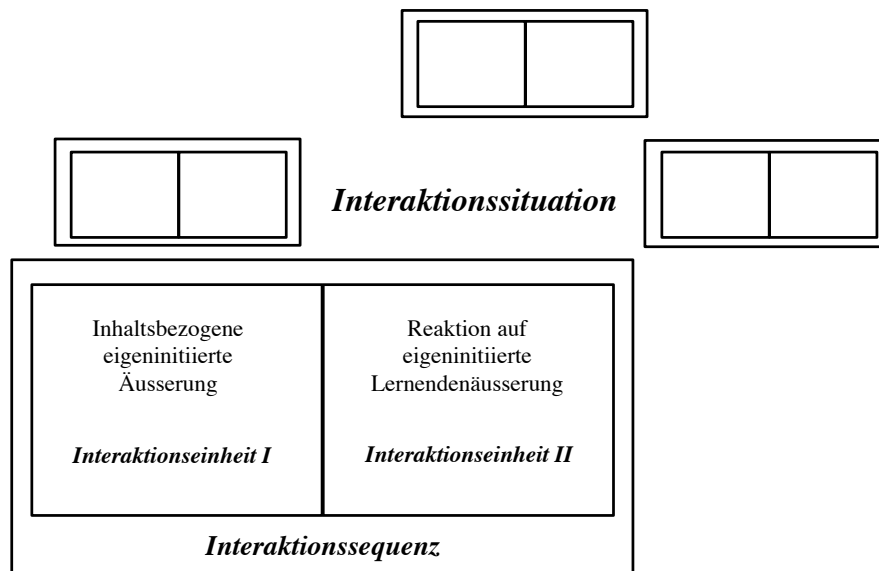 Interaktionssituation
Inhaltsbezogene
eigeninitiierte
Äusserung
Interaktionseinheit I
Reaktion auf
eigeninitiierte
Lernendenäusserung
Interaktionseinheit II
Interaktionssequenz